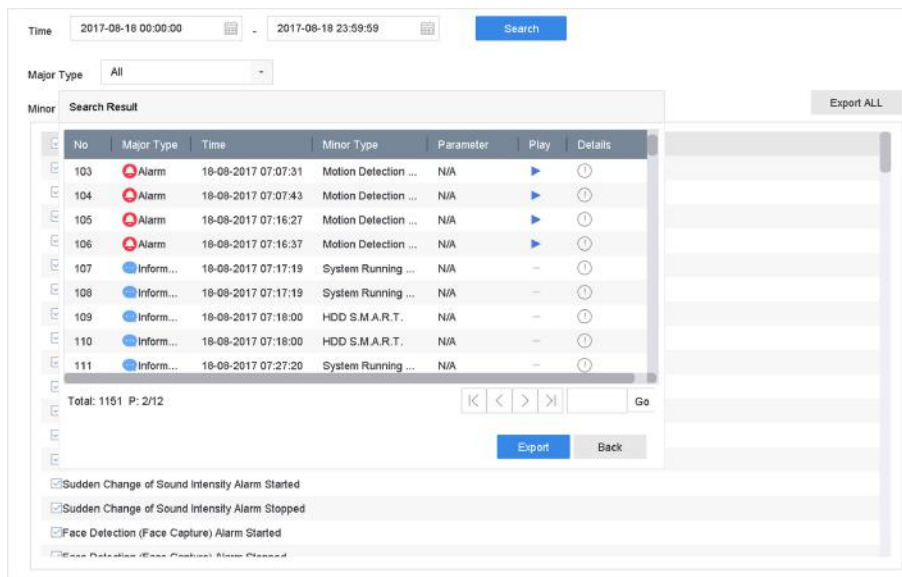 Time 2017-08-18 00:00:00 - 2017-08-18 23:59:59 Search
Major Type All
Minor Export ALL
Search Result
No Major Type Time Minor Type Parameter Play Details
103 Alarm 18-08-2017 07:07:31 Motion Detection ... N/A
104 Alarm 18-08-2017 07:07:43 Motion Detection ... N/A
105 Alarm 18-08-2017 07:16:27 Motion Detection ... N/A
106 Alarm 18-08-2017 07:16:37 Motion Detection ... N/A
107 Inform... 18-08-2017 07:17:19 System Running ... N/A —
108 Inform... 18-08-2017 07:17:19 System Running ... N/A —
109 Inform... 18-08-2017 07:18:00 HDD S.M.A.R.T. N/A —
110 Inform... 18-08-2017 07:18:00 HDD S.M.A.R.T. N/A —
111 Inform... 18-08-2017 07:27:20 System Running ... N/A —
Total: 1151 P: 2/12 Go
Export Back
Sudden Change of Sound Intensity Alarm Started
Sudden Change of Sound Intensity Alarm Stopped
Face Detection (Face Capture) Alarm Started
Face Detection (Face Capture) Alarm Stopped